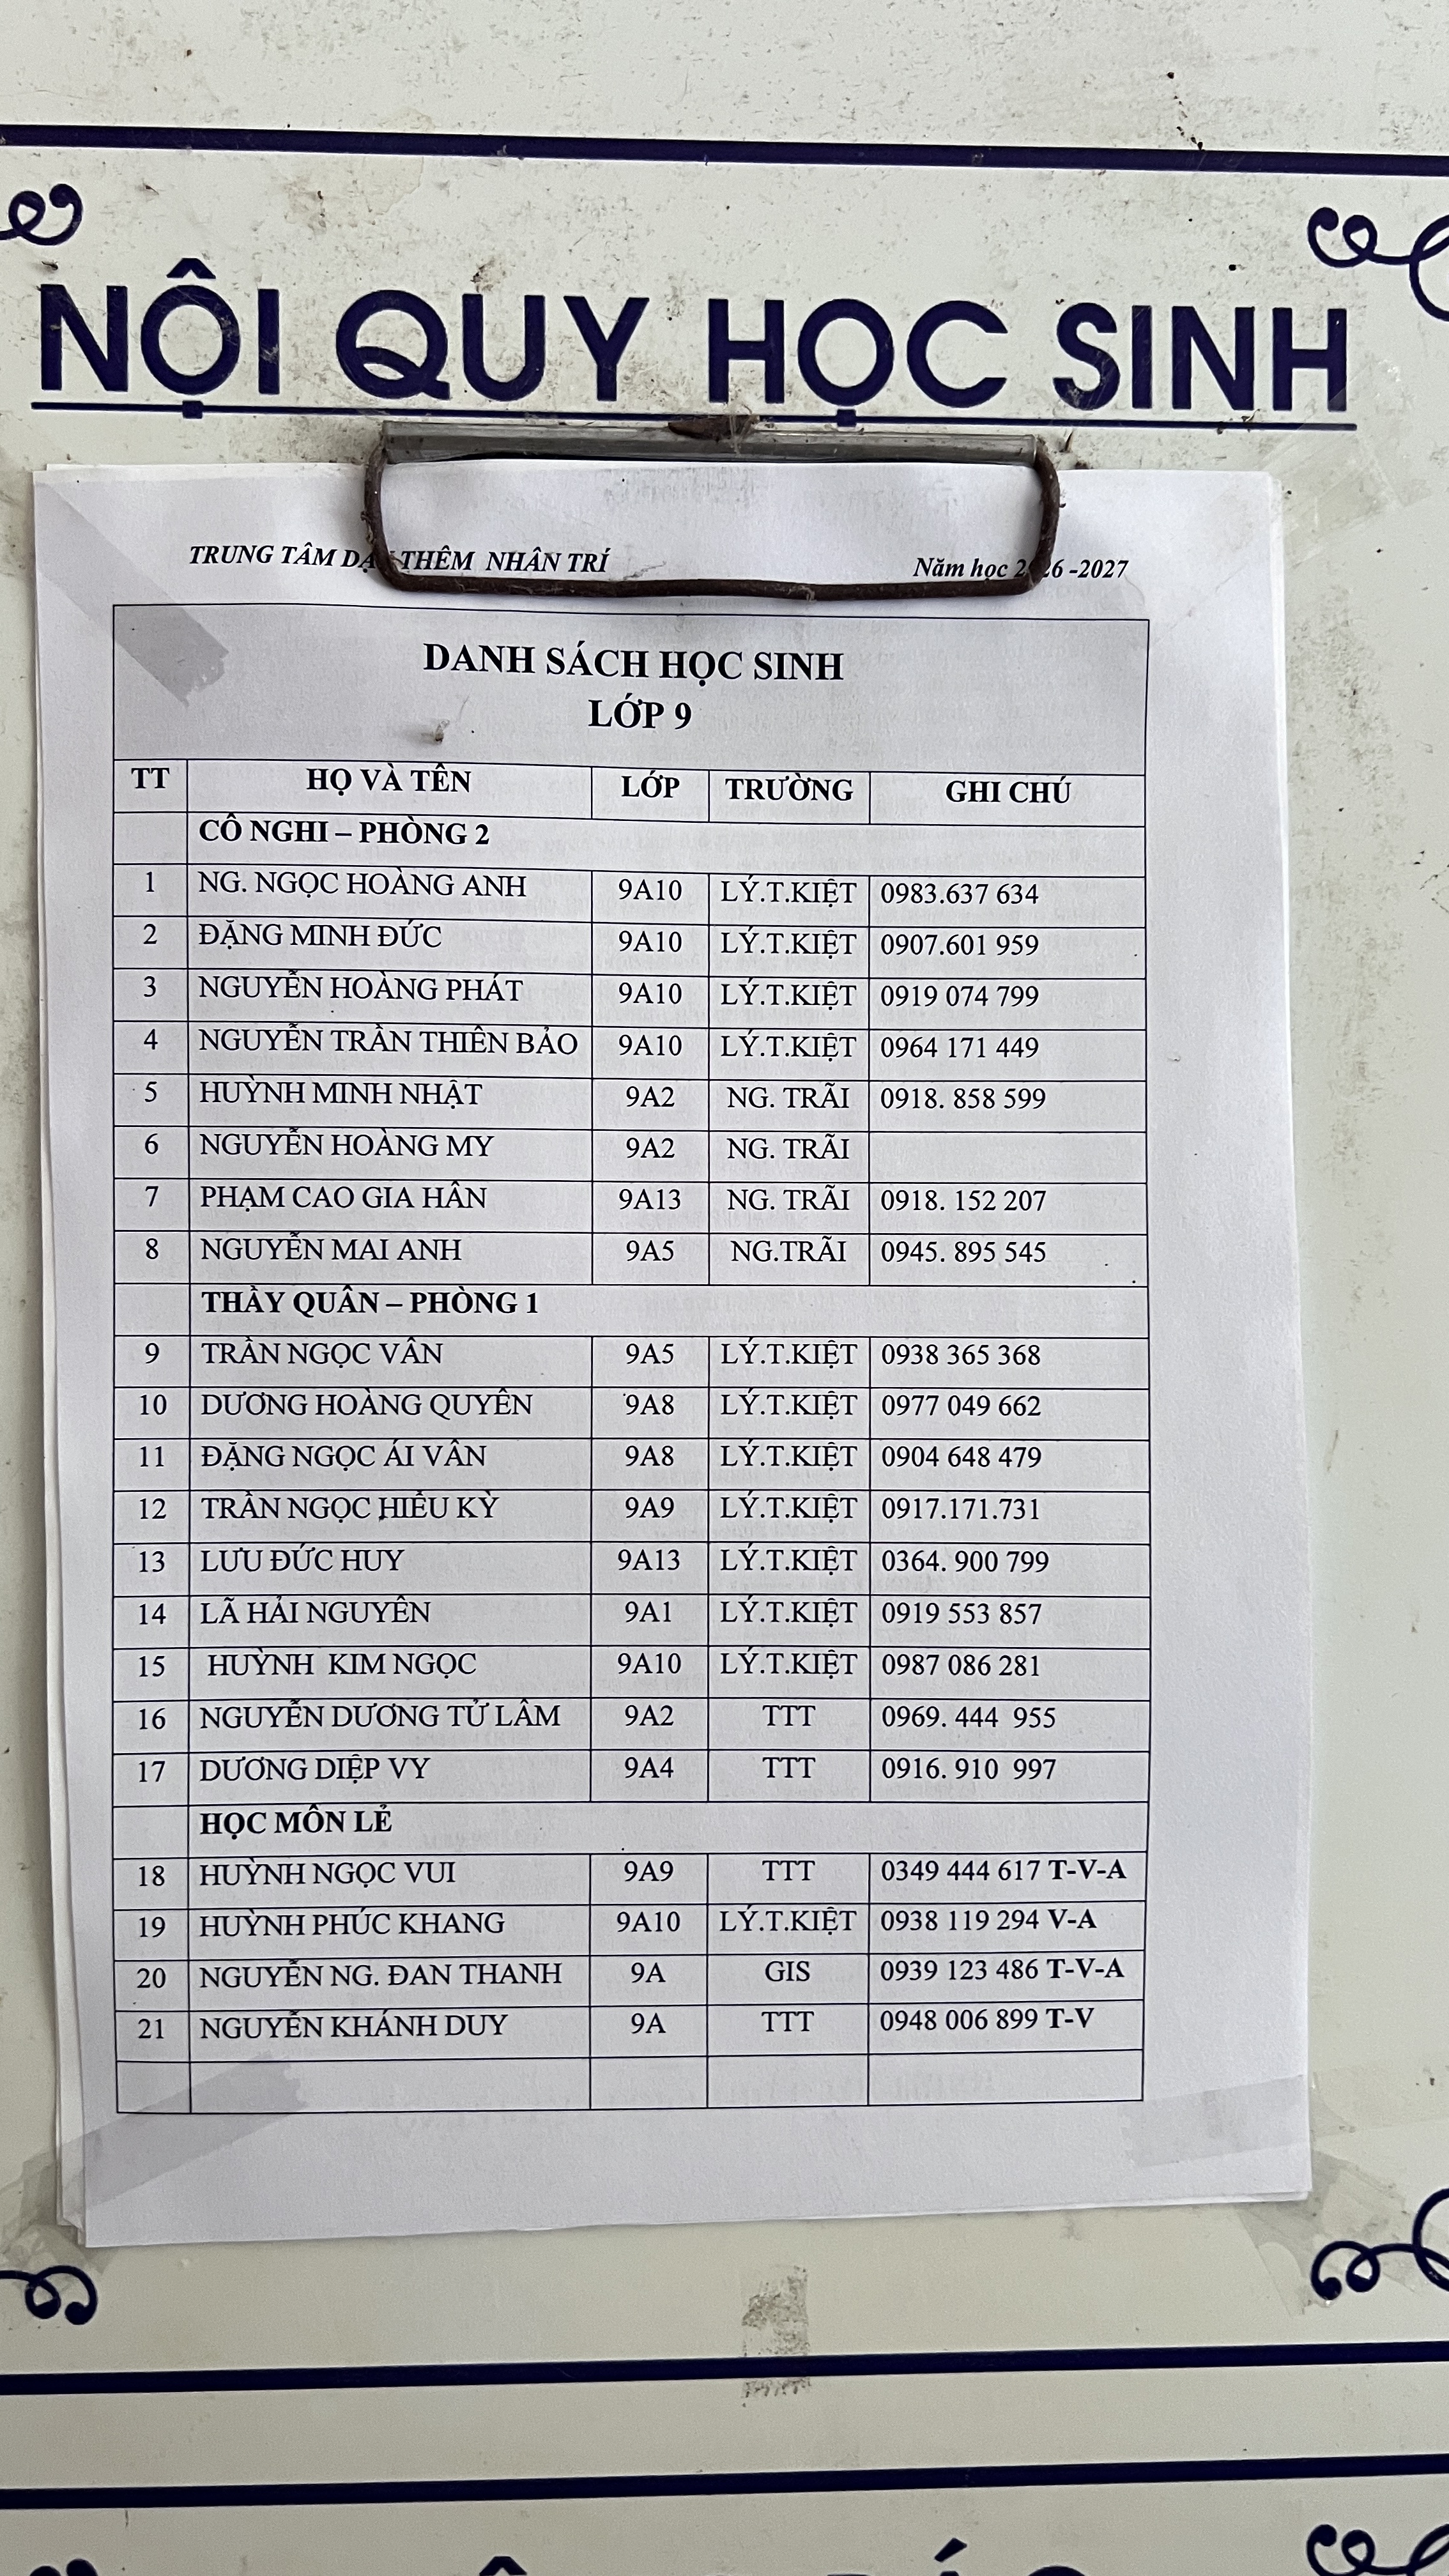 NỘI QUY HỌC SINH
TRUNG TÂM DẠY THÊM NHÂN TRÍ Năm học 2026 -2027
DANH SÁCH HỌC SINH
LỚP 9
TT HỌ VÀ TÊN LỚP TRƯỜNG GHI CHÚ
CÔ NGHI – PHÒNG 2
1 NG. NGỌC HOÀNG ANH 9A10 LÝ.T.KIỆT 0983.637 634
2 ĐẶNG MINH ĐỨC 9A10 LÝ.T.KIỆT 0907.601 959
3 NGUYỄN HOÀNG PHÁT 9A10 LÝ.T.KIỆT 0919 074 799
4 NGUYỄN TRẦN THIÊN BẢO 9A10 LÝ.T.KIỆT 0964 171 449
5 HUỲNH MINH NHẬT 9A2 NG. TRÃI 0918. 858 599
6 NGUYỄN HOÀNG MY 9A2 NG. TRÃI
7 PHẠM CAO GIA HÂN 9A13 NG. TRÃI 0918. 152 207
8 NGUYỄN MAI ANH 9A5 NG.TRÃI 0945. 895 545
THẦY QUÂN – PHÒNG 1
9 TRẦN NGỌC VÂN 9A5 LÝ.T.KIỆT 0938 365 368
10 DƯƠNG HOÀNG QUYÊN 9A8 LÝ.T.KIỆT 0977 049 662
11 ĐẶNG NGỌC ÁI VÂN 9A8 LÝ.T.KIỆT 0904 648 479
12 TRẦN NGỌC HIẾU KỲ 9A9 LÝ.T.KIỆT 0917.171.731
13 LƯU ĐỨC HUY 9A13 LÝ.T.KIỆT 0364. 900 799
14 LÃ HẢI NGUYÊN 9A1 LÝ.T.KIỆT 0919 553 857
15 HUỲNH KIM NGỌC 9A10 LÝ.T.KIỆT 0987 086 281
16 NGUYỄN DƯƠNG TỬ LÂM 9A2 TTT 0969. 444 955
17 DƯƠNG DIỆP VY 9A4 TTT 0916. 910 997
HỌC MÔN LẺ
18 HUỲNH NGỌC VUI 9A9 TTT 0349 444 617 T-V-A
19 HUỲNH PHÚC KHANG 9A10 LÝ.T.KIỆT 0938 119 294 V-A
20 NGUYỄN NG. ĐAN THANH 9A GIS 0939 123 486 T-V-A
21 NGUYỄN KHÁNH DUY 9A TTT 0948 006 899 T-V